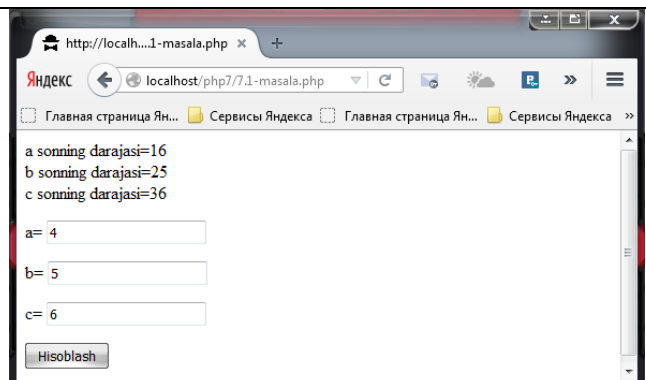 http://localh....1-masala.php
Яндекс localhost/php7/7.1-masala.php
Главная страница Ян... Сервисы Яндекса Главная страница Ян... Сервисы Яндекса »
a sonning darajasi=16
b sonning darajasi=25
c sonning darajasi=36
a= 4
b= 5
c= 6
Hisoblash